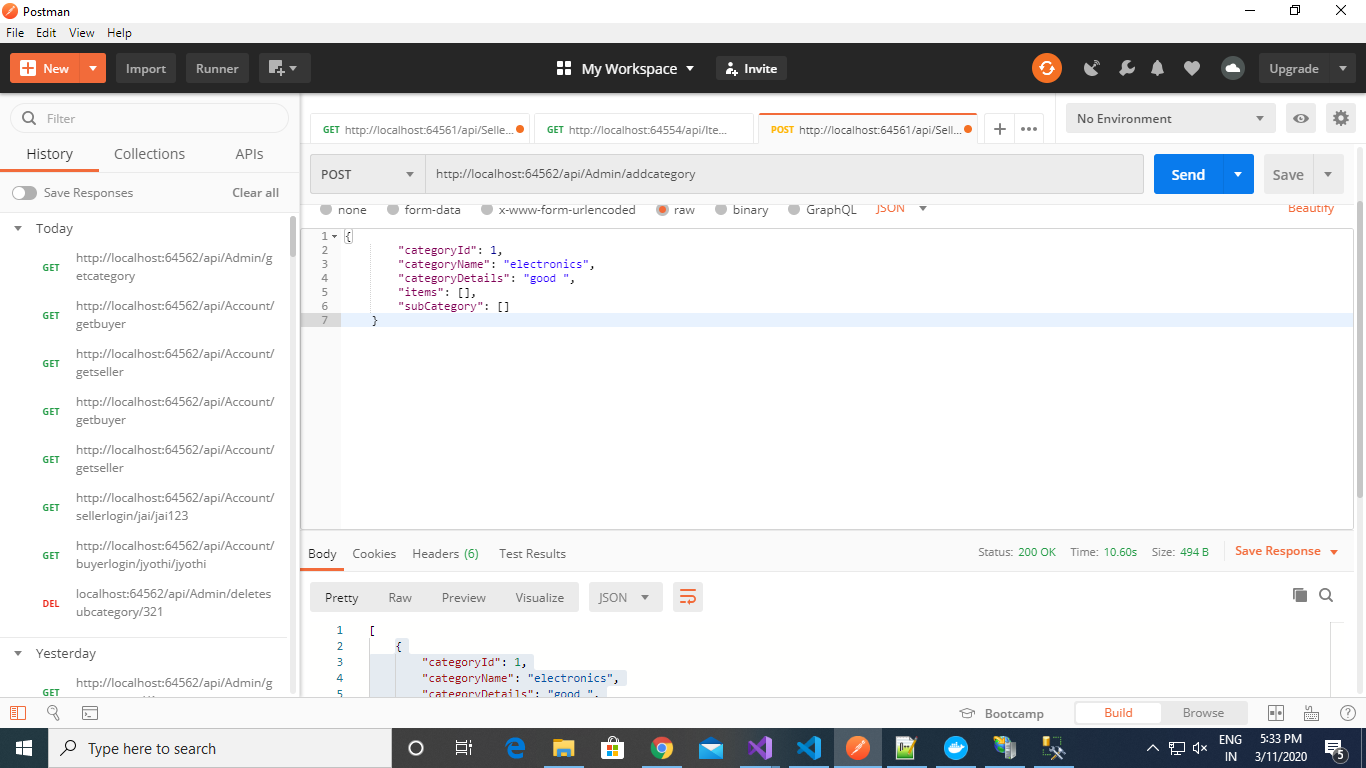 Postman
File Edit View Help
New Import Runner My Workspace Invite Upgrade
Filter
History Collections APIs
Save Responses Clear all
Today
GET http://localhost:64562/api/Admin/g
etcategory
GET http://localhost:64562/api/Account/
getbuyer
GET http://localhost:64562/api/Account/
getseller
GET http://localhost:64562/api/Account/
getbuyer
GET http://localhost:64562/api/Account/
getseller
GET http://localhost:64562/api/Account/
sellerlogin/jai/jai123
GET http://localhost:64562/api/Account/
buyerlogin/jyothi/jyothi
DEL localhost:64562/api/Admin/deletes
ubcategory/321
Yesterday
GET http://localhost:64562/api/Admin/g
GET http://localhost:64561/api/Selle... GET http://localhost:64554/api/Ite... POST http://localhost:64561/api/Sell... + ••• No Environment
POST http://localhost:64562/api/Admin/addcategory Send Save
none form-data x-www-form-urlencoded raw binary GraphQL JSON Beautify
1 {
2 "categoryId": 1,
3 "categoryName": "electronics",
4 "categoryDetails": "good ",
5 "items": [],
6 "subCategory": []
7 }
Body Cookies Headers (6) Test Results Status: 200 OK Time: 10.60s Size: 494 B Save Response
Pretty Raw Preview Visualize JSON
1 [
2 {
3 "categoryId": 1,
4 "categoryName": "electronics",
5 "categoryDetails": "good ",
Bootcamp Build Browse ?
Type here to search
ENG
IN
5:33 PM
3/11/2020
5